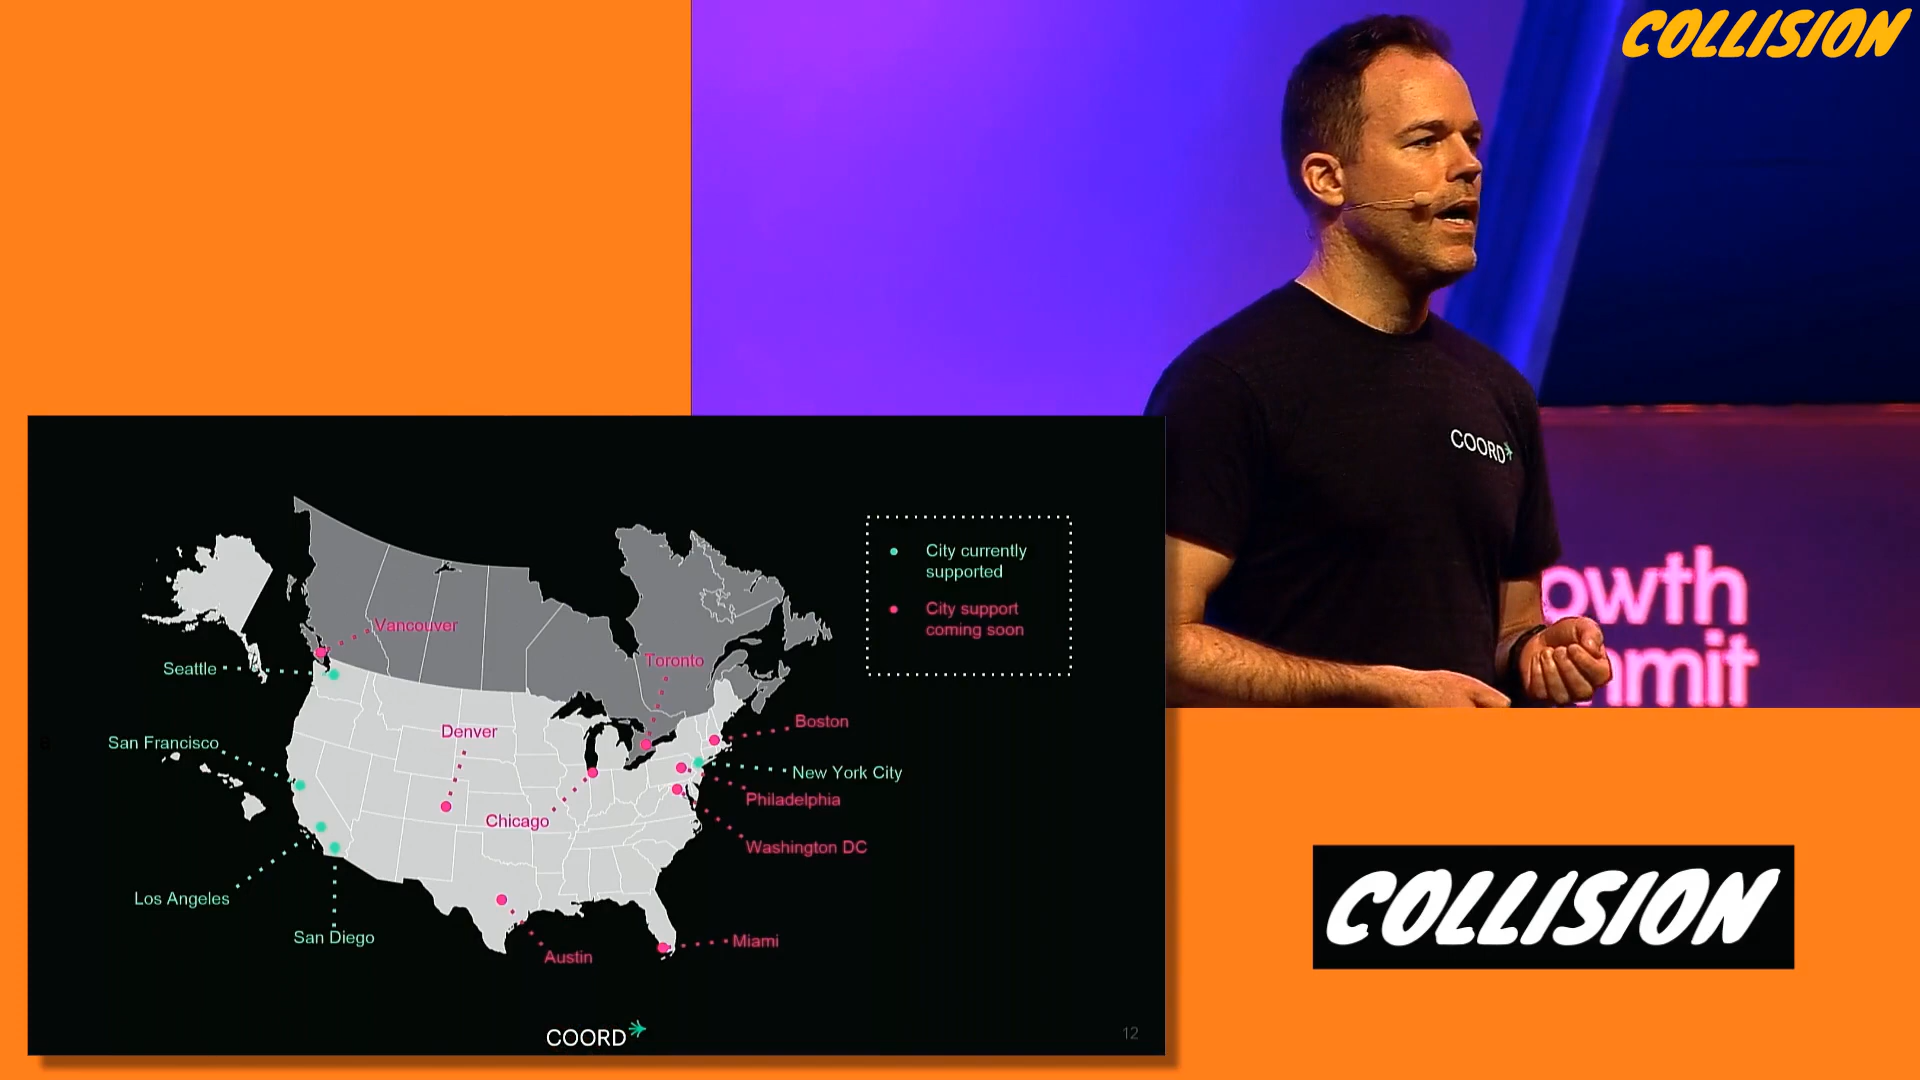 COLLISION
COORD
owth
mmit
City currently
supported
City support
coming soon
Vancouver
Seattle
Toronto
Denver
Boston
San Francisco
New York City
Philadelphia
Chicago
Washington DC
Los Angeles
San Diego
Miami
Austin
COORD
12
COLLISION